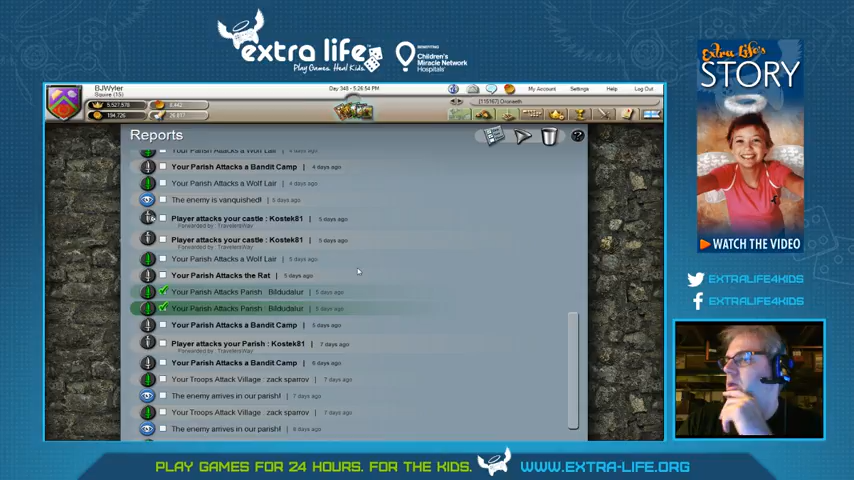 extra life
Play Games. Heal Kids.
BENEFITING
Children's
Miracle Network
Hospitals
Extra-Life's
STORY
WATCH THE VIDEO
EXTRALIFE4KIDS
EXTRALIFE4KIDS
BJWyler
Squire (15)
Day 348 - 5:26:54 PM
My Account
Settings
Help
Log Out
5,527,678
194,726
Reports
Your Parish Attacks a Wolf Lair | 4 days ago
Your Parish Attacks a Bandit Camp | 4 days ago
Your Parish Attacks a Wolf Lair | 4 days ago
The enemy is vanquished! | 5 days ago
Player attacks your castle : Kostek81 | 5 days ago
Forwarded by : TravelersWay
Player attacks your castle : Kostek81 | 5 days ago
Forwarded by : TravelersWay
Your Parish Attacks a Wolf Lair | 5 days ago
Your Parish Attacks the Rat | 5 days ago
Your Parish Attacks Parish : Bildudalur | 5 days ago
Your Parish Attacks Parish : Bildudalur | 5 days ago
Your Parish Attacks a Bandit Camp | 5 days ago
Player attacks your Parish : Kostek81 | 7 days ago
Forwarded by : TravelersWay
Your Parish Attacks a Bandit Camp | 6 days ago
Your Troops Attack Village : zack sparrov | 7 days ago
The enemy arrives in our parish! | 7 days ago
Your Troops Attack Village : zack sparrov | 7 days ago
The enemy arrives in our parish! | 8 days ago
PLAY GAMES FOR 24 HOURS. FOR THE KIDS.
WWW.EXTRA-LIFE.ORG